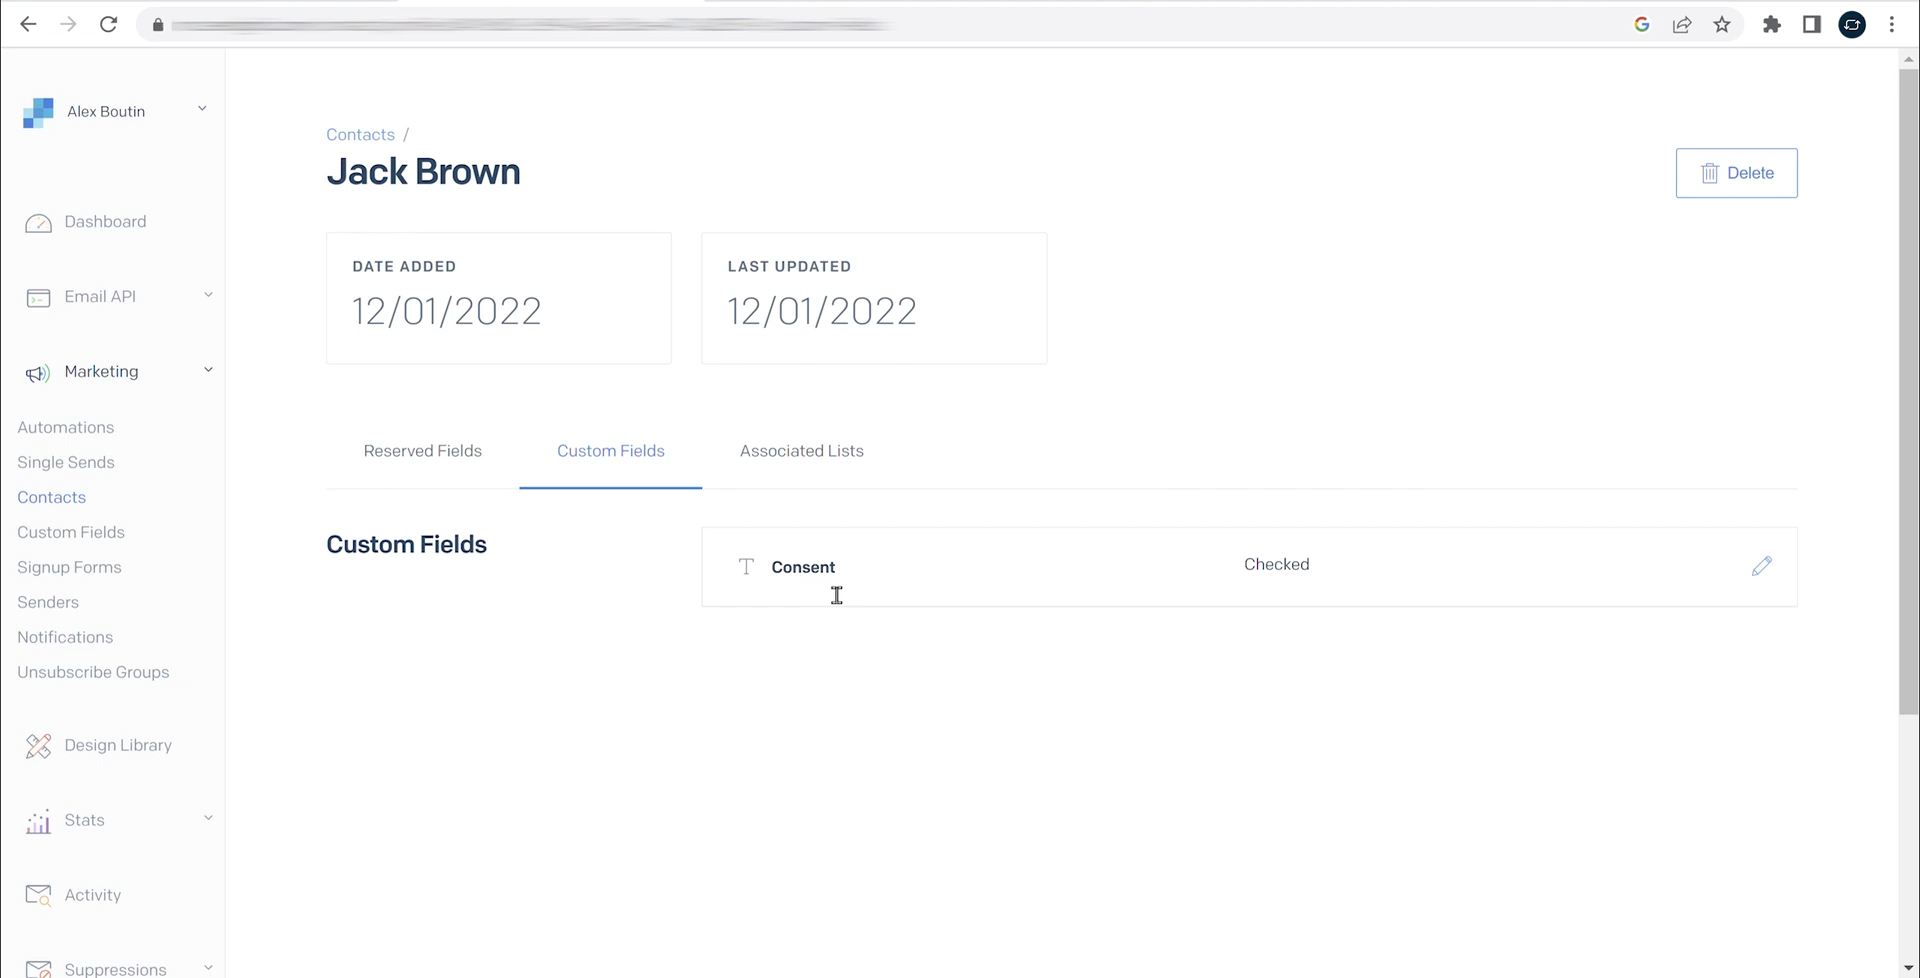 Alex Boutin
Dashboard
Email API
Marketing
Automations
Single Sends
Contacts
Custom Fields
Signup Forms
Senders
Notifications
Unsubscribe Groups
Design Library
Stats
Activity
Suppressions
Contacts /
Jack Brown
Delete
DATE ADDED
12/01/2022
LAST UPDATED
12/01/2022
Reserved Fields Custom Fields Associated Lists
Custom Fields
Consent Checked